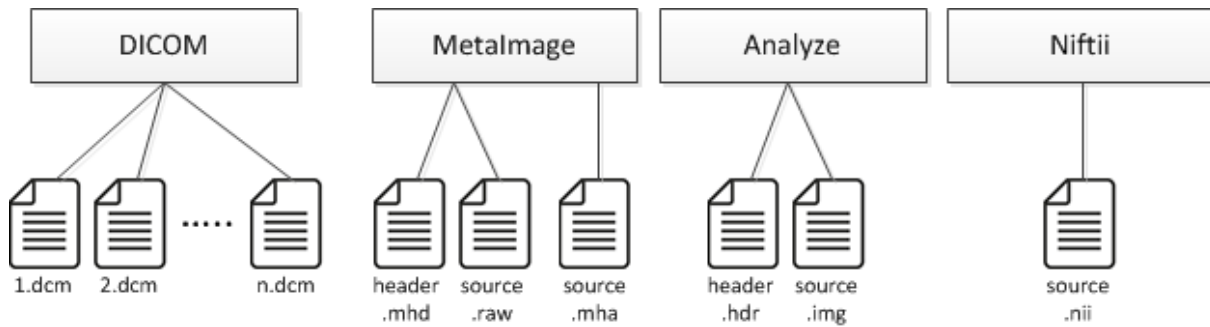 DICOM
MetaImage
Analyze
Niftii
1.dcm
2.dcm
.....
n.dcm
header
.mhd
source
.raw
source
.mha
header
.hdr
source
.img
source
.nii